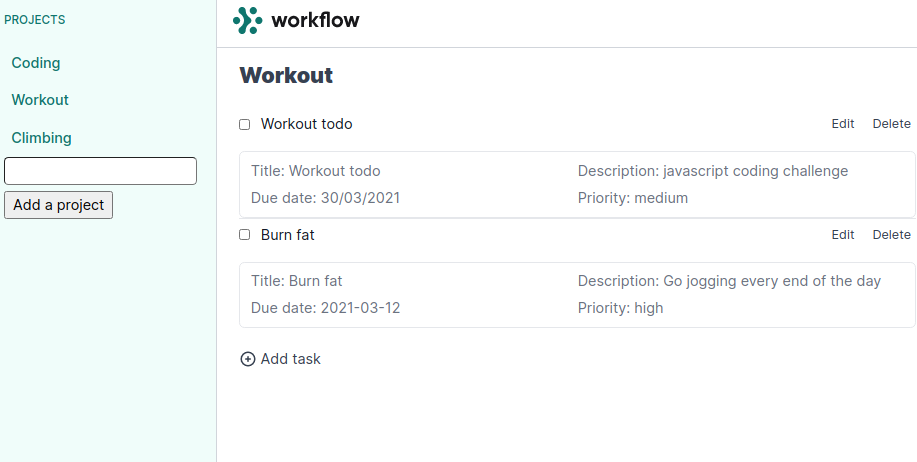 PROJECTS
Coding
Workout
Climbing
Add a project
workflow
Workout
Workout todo Edit Delete
Title: Workout todo Description: javascript coding challenge
Due date: 30/03/2021 Priority: medium
Burn fat Edit Delete
Title: Burn fat Description: Go jogging every end of the day
Due date: 2021-03-12 Priority: high
Add task